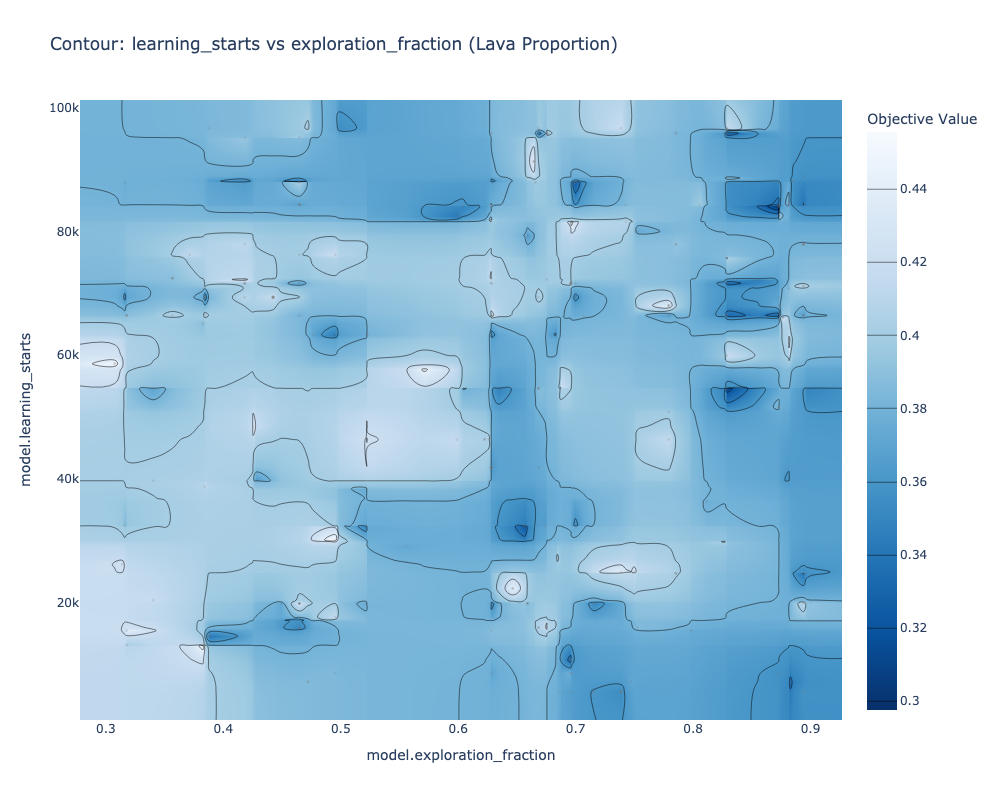 Contour: learning_starts vs exploration_fraction (Lava Proportion)
Objective Value
100k
80k
60k
40k
20k
model.learning_starts
0.3
0.4
0.5
0.6
0.7
0.8
0.9
model.exploration_fraction
0.44
0.42
0.4
0.38
0.36
0.34
0.32
0.3